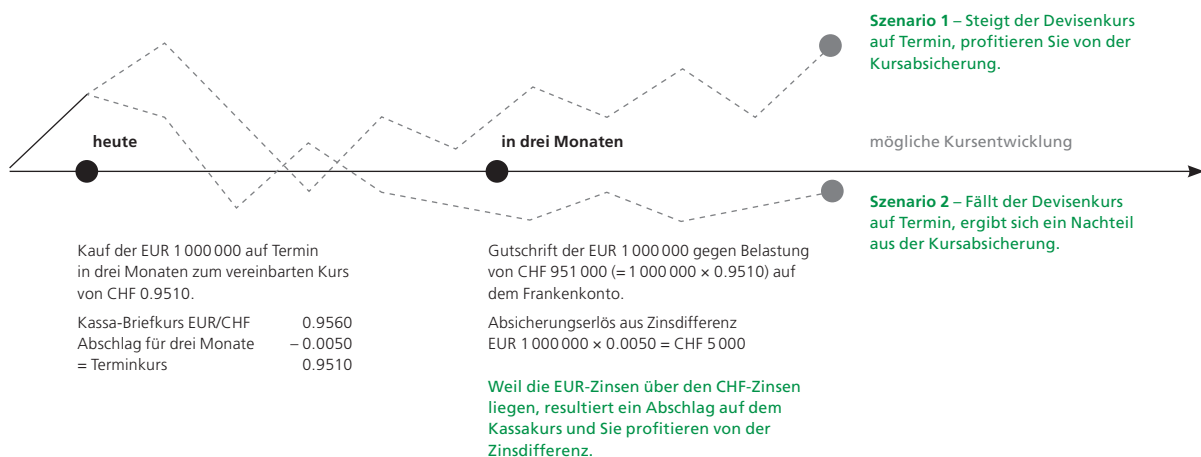 Szenario 1 – Steigt der Devisenkurs
auf Termin, profitieren Sie von der
Kursabsicherung.
heute
in drei Monaten
mögliche Kursentwicklung
Szenario 2 – Fällt der Devisenkurs
auf Termin, ergibt sich ein Nachteil
aus der Kursabsicherung.
Kauf der EUR 1 000 000 auf Termin
in drei Monaten zum vereinbarten Kurs
von CHF 0.9510.
Kassa-Briefkurs EUR/CHF 0.9560
Abschlag für drei Monate – 0.0050
= Terminkurs 0.9510
Gutschrift der EUR 1 000 000 gegen Belastung
von CHF 951 000 (= 1 000 000 × 0.9510) auf
dem Frankenkonto.
Absicherungserlös aus Zinsdifferenz
EUR 1 000 000 × 0.0050 = CHF 5 000
Weil die EUR-Zinsen über den CHF-Zinsen
liegen, resultiert ein Abschlag auf dem
Kassakurs und Sie profitieren von der
Zinsdifferenz.